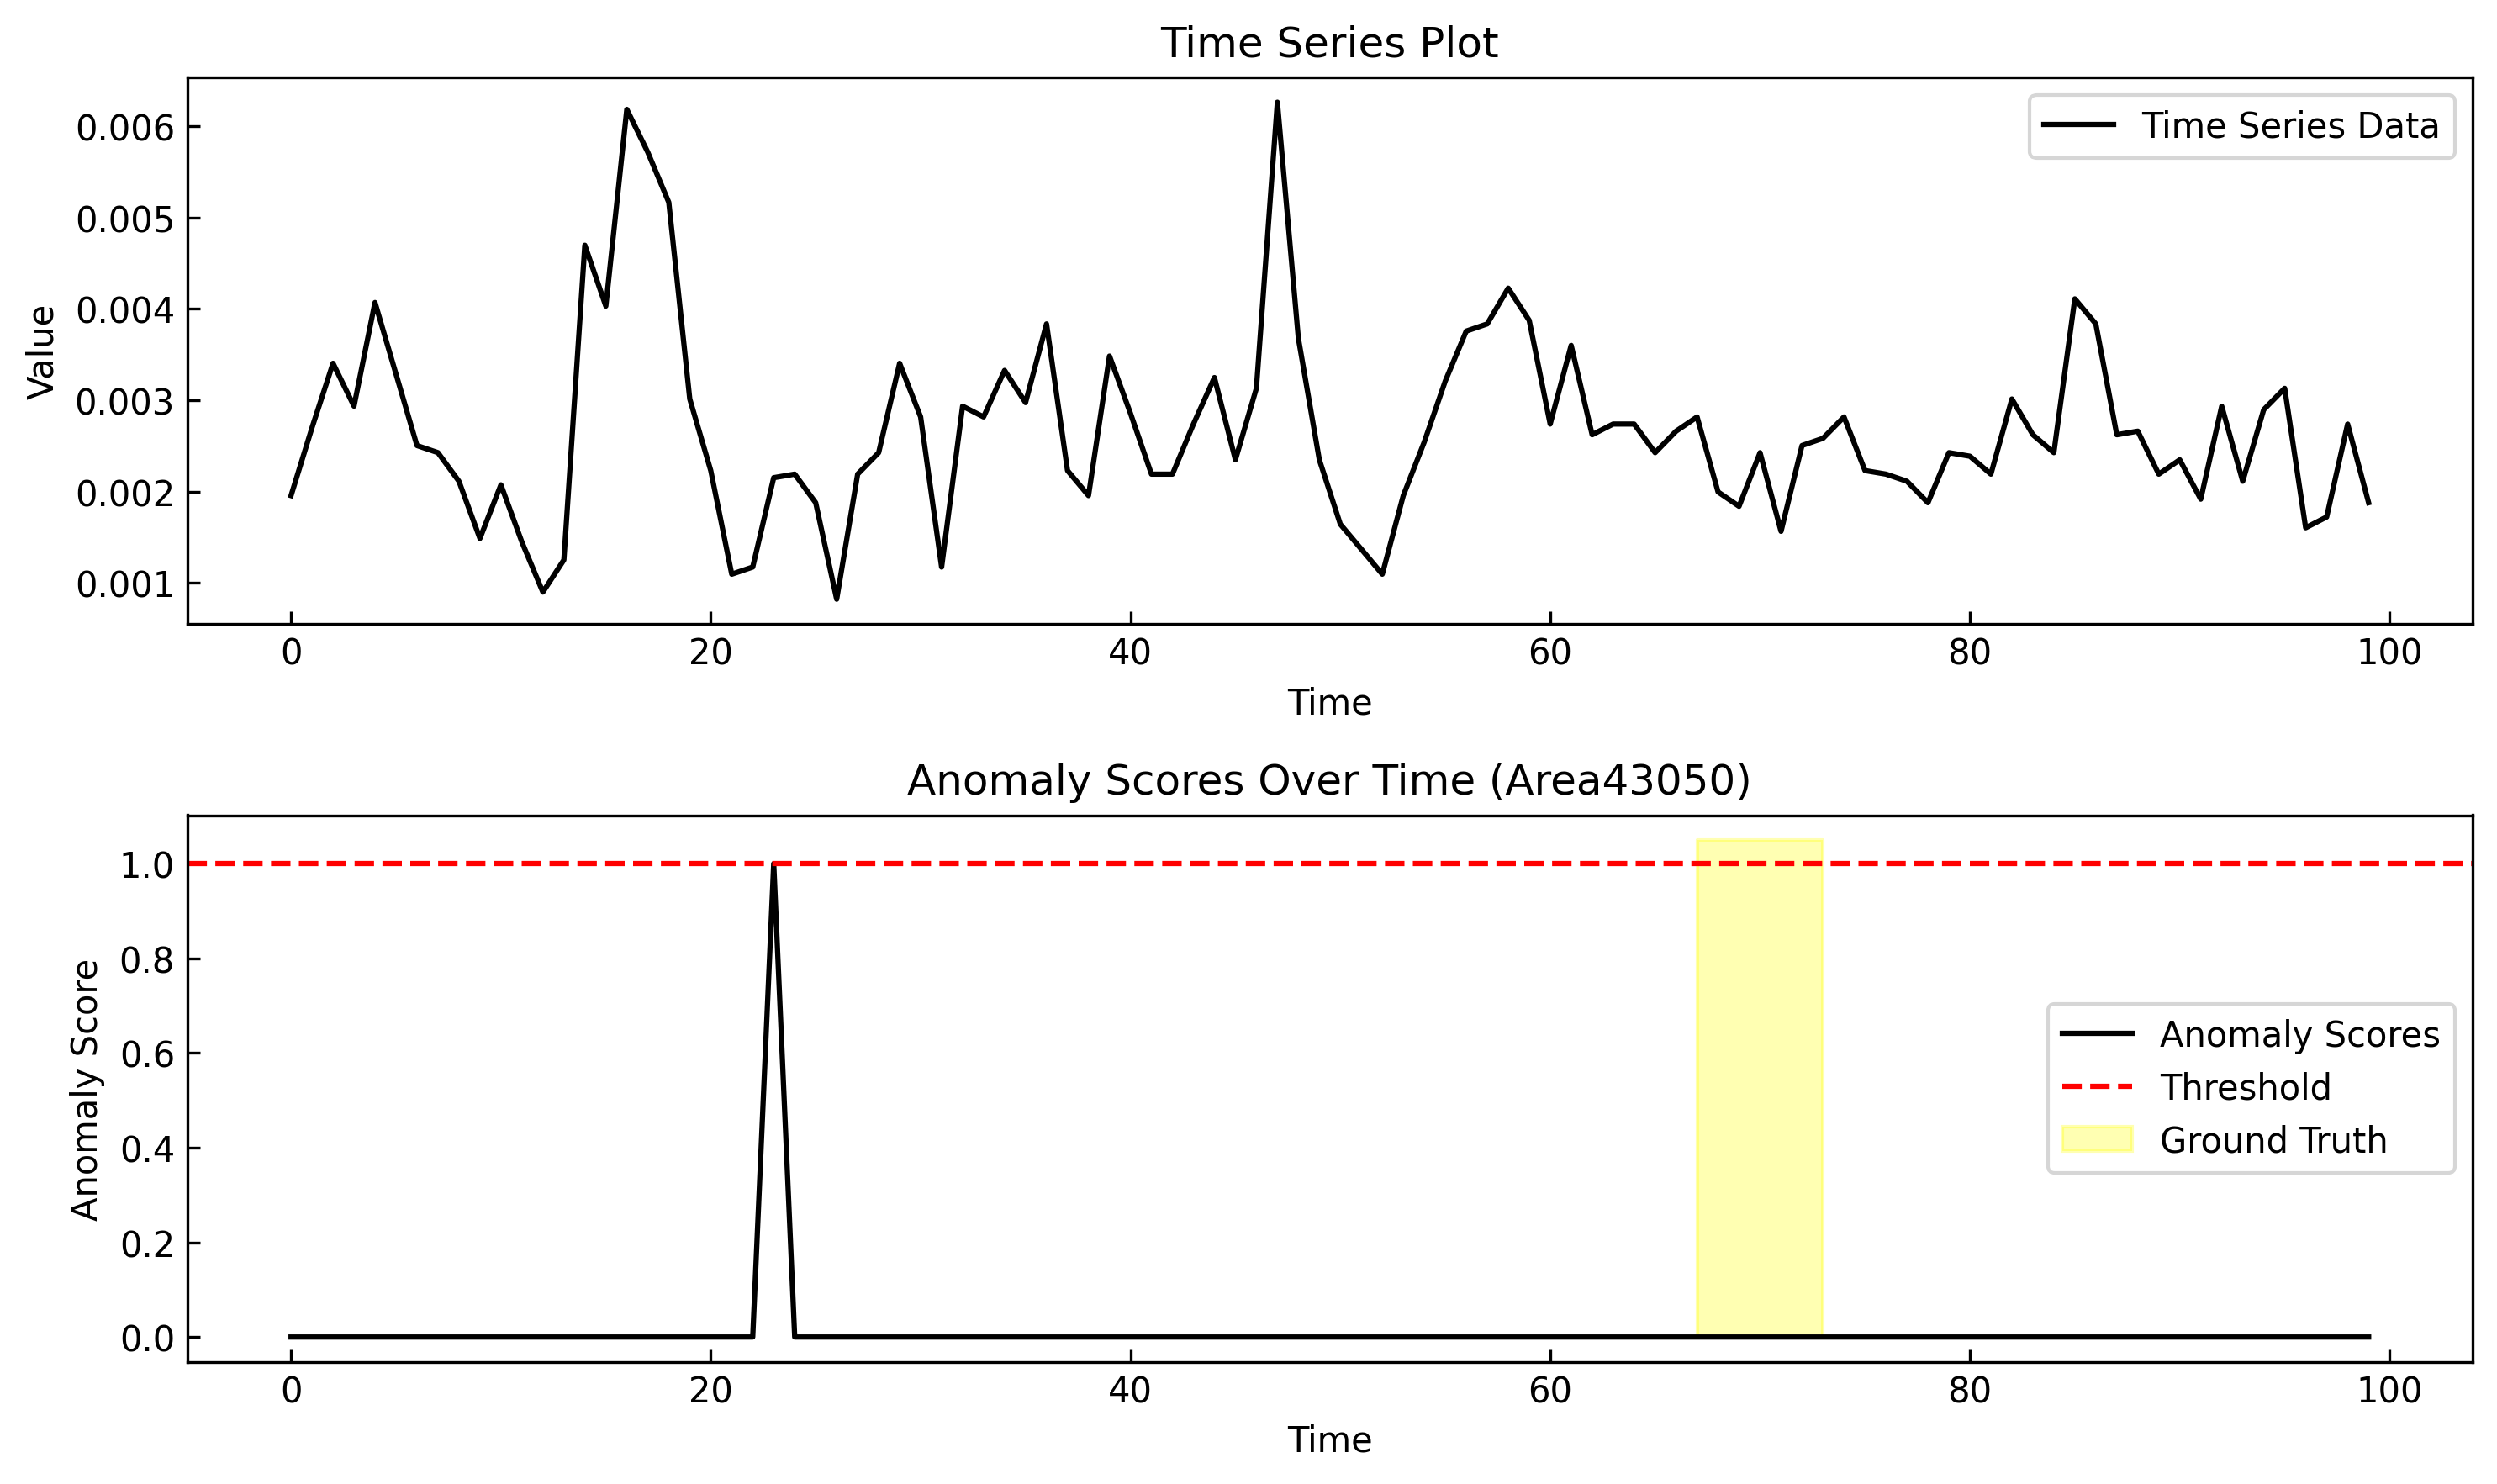 Time Series Plot
Time Series Data
Value
0.006
0.005
0.004
0.003
0.002
0.001
0 20 40 60 80 100
Time
Anomaly Scores Over Time (Area43050)
Anomaly Score
1.0
0.8
0.6
0.4
0.2
0.0
Anomaly Scores
Threshold
Ground Truth
0 20 40 60 80 100
Time